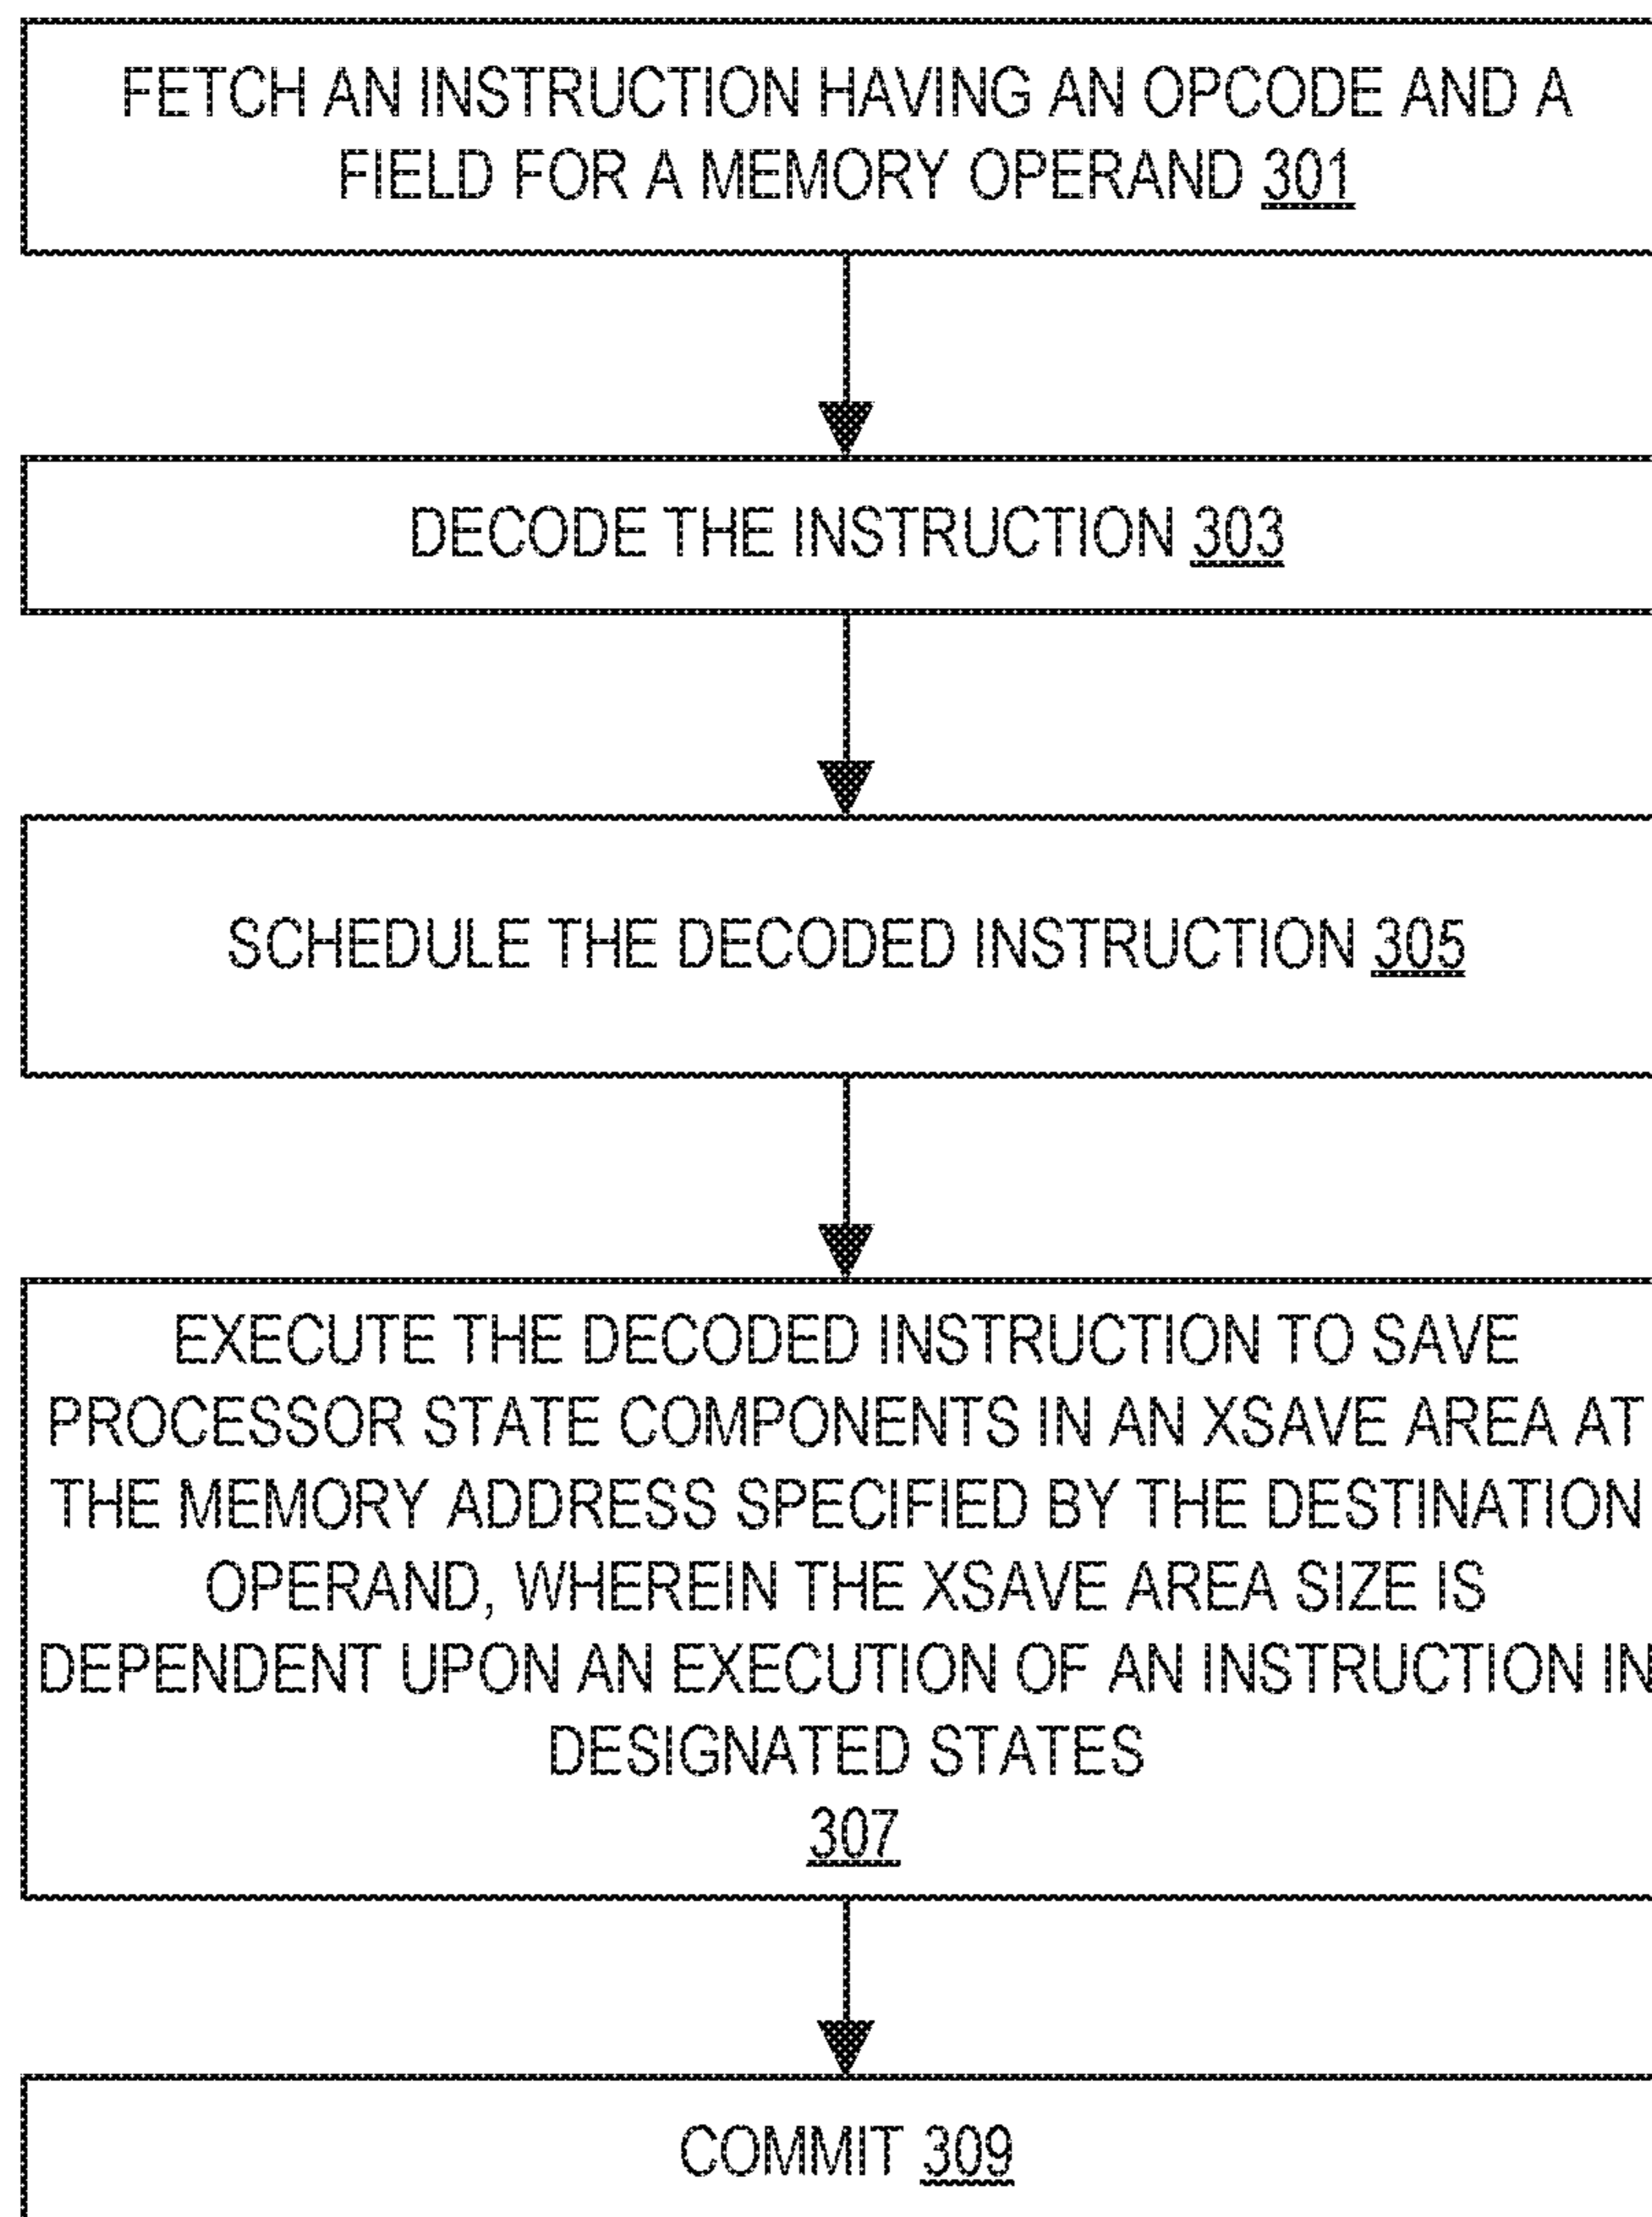 FETCH AN INSTRUCTION HAVING AN OPCODE AND A
FIELD FOR A MEMORY OPERAND 301
DECODE THE INSTRUCTION 303
SCHEDULE THE DECODED INSTRUCTION 305
EXECUTE THE DECODED INSTRUCTION TO SAVE
PROCESSOR STATE COMPONENTS IN AN XSAVE AREA AT
THE MEMORY ADDRESS SPECIFIED BY THE DESTINATION
OPERAND, WHEREIN THE XSAVE AREA SIZE IS
DEPENDENT UPON AN EXECUTION OF AN INSTRUCTION IN
DESIGNATED STATES
307
COMMIT 309